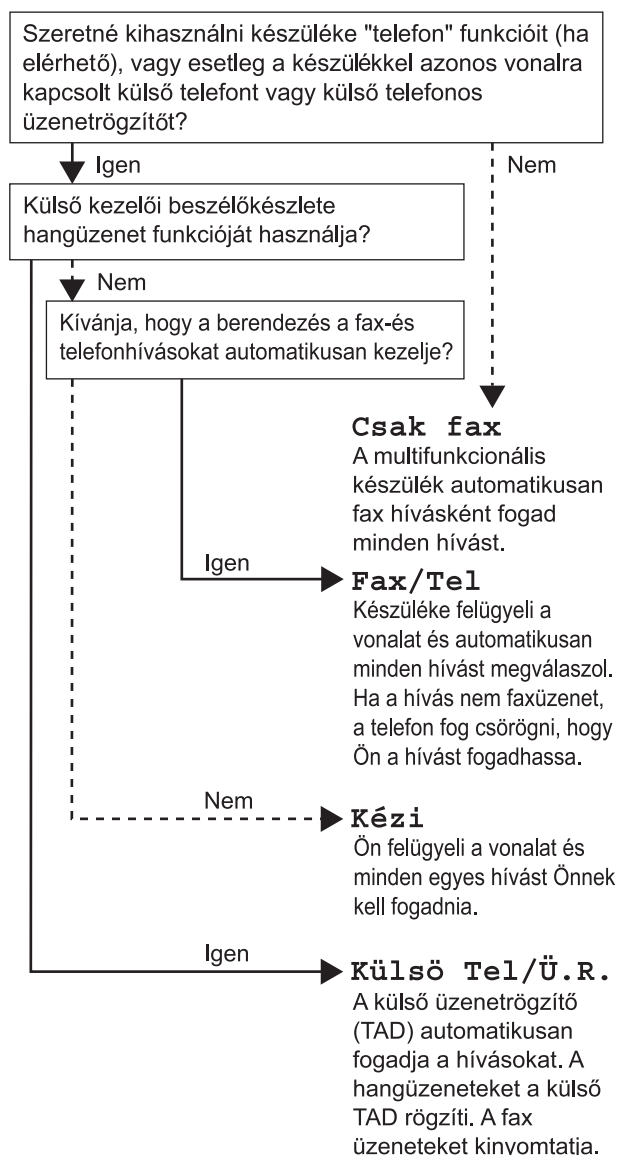 Szeretné kihasználni készüléke "telefon" funkcióit (ha
elérhető), vagy esetleg a készülékkel azonos vonalra
kapcsolt külső telefont vagy külső telefonos
üzenetrögzítőt?
Igen
Nem
Külső kezelői beszélőkészlete
hangüzenet funkcióját használja?
Nem
Kívánja, hogy a berendezés a fax-és
telefonhívásokat automatikusan kezelje?
Csak fax
A multifunkcionális
készülék automatikusan
fax hívásként fogad
minden hívást.
Igen
Fax/Tel
Készüléke felügyeli a
vonalat és automatikusan
minden hívást megválaszol.
Ha a hívás nem faxüzenet,
a telefon fog csörögni, hogy
Ön a hívást fogadhassa.
Nem
Kézi
Ön felügyeli a vonalat és
minden egyes hívást Önnek
kell fogadnia.
Igen
Külsö Tel/Ü.R.
A külső üzenetrögzítő
(TAD) automatikusan
fogadja a hívásokat. A
hangüzeneteket a külső
TAD rögzíti. A fax
üzeneteket kinyomtatja.